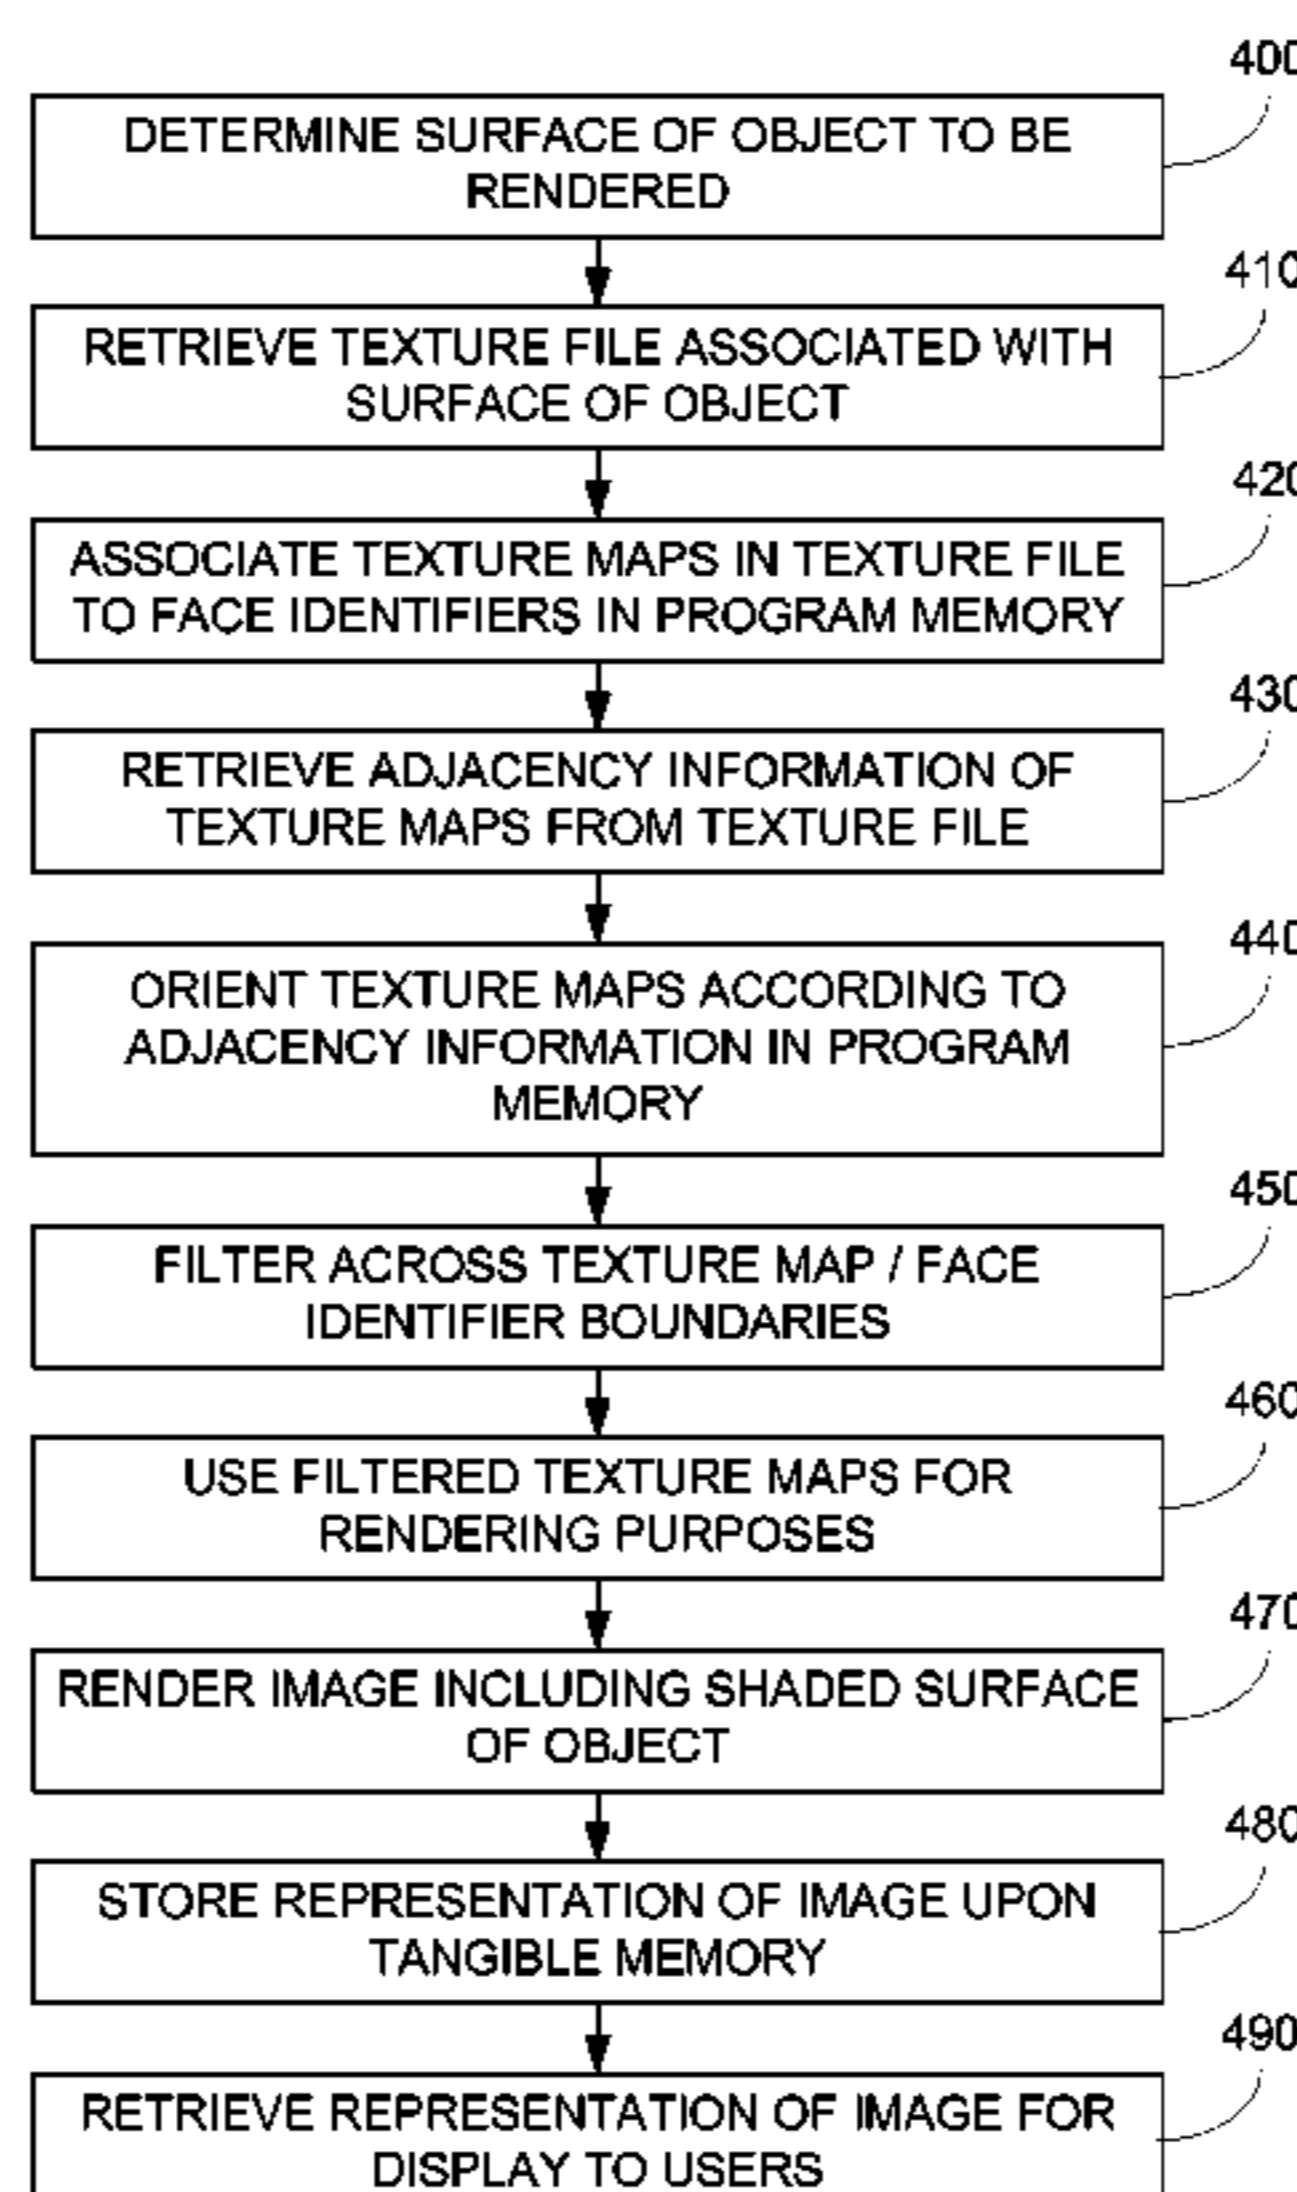 400
DETERMINE SURFACE OF OBJECT TO BE
RENDERED
410
RETRIEVE TEXTURE FILE ASSOCIATED WITH
SURFACE OF OBJECT
420
ASSOCIATE TEXTURE MAPS IN TEXTURE FILE
TO FACE IDENTIFIERS IN PROGRAM MEMORY
430
RETRIEVE ADJACENCY INFORMATION OF
TEXTURE MAPS FROM TEXTURE FILE
440
ORIENT TEXTURE MAPS ACCORDING TO
ADJACENCY INFORMATION IN PROGRAM
MEMORY
450
FILTER ACROSS TEXTURE MAP / FACE
IDENTIFIER BOUNDARIES
460
USE FILTERED TEXTURE MAPS FOR
RENDERING PURPOSES
470
RENDER IMAGE INCLUDING SHADED SURFACE
OF OBJECT
480
STORE REPRESENTATION OF IMAGE UPON
TANGIBLE MEMORY
490
RETRIEVE REPRESENTATION OF IMAGE FOR
DISPLAY TO USERS